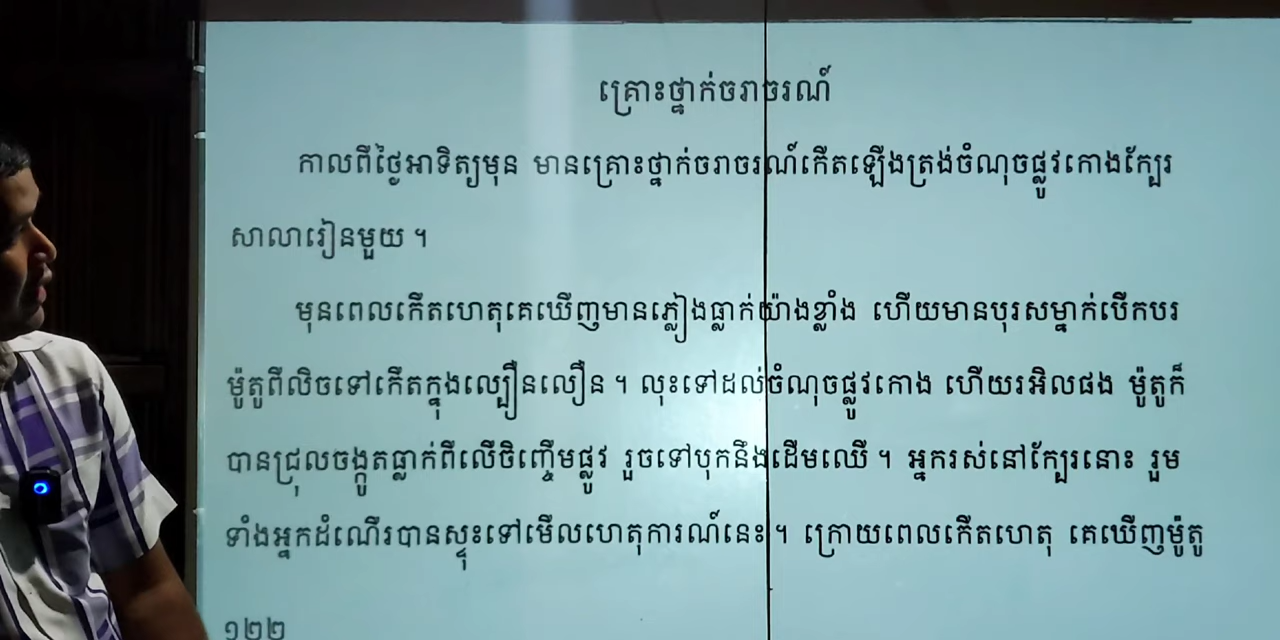 គ្រោះថ្នាក់ចរាចរណ៍
កាលពីថ្ងៃអាទិត្យមុន មានគ្រោះថ្នាក់ចរាចរណ៍កើតឡើងត្រង់ចំណុចផ្លូវកោងក្បែរ
សាលារៀនមួយ ។
មុនពេលកើតហេតុគេឃើញមានភ្លៀងធ្លាក់យ៉ាងខ្លាំង ហើយមានបុរសម្នាក់បើកបរ
ម៉ូតូពីលិចទៅកើតក្នុងល្បឿនលឿន ។ លុះទៅដល់ចំណុចផ្លូវកោង ហើយរអិលផង ម៉ូតូក៏
បានជ្រុលចង្កូតធ្លាក់ពីលើចិញ្ចើមផ្លូវ រួចទៅបុកនឹងដើមឈើ ។ អ្នករស់នៅក្បែរនោះ រួម
ទាំងអ្នកដំណើរបានស្ទុះទៅមើលហេតុការណ៍នេះ ។ ក្រោយពេលកើតហេតុ គេឃើញម៉ូតូ
១២២